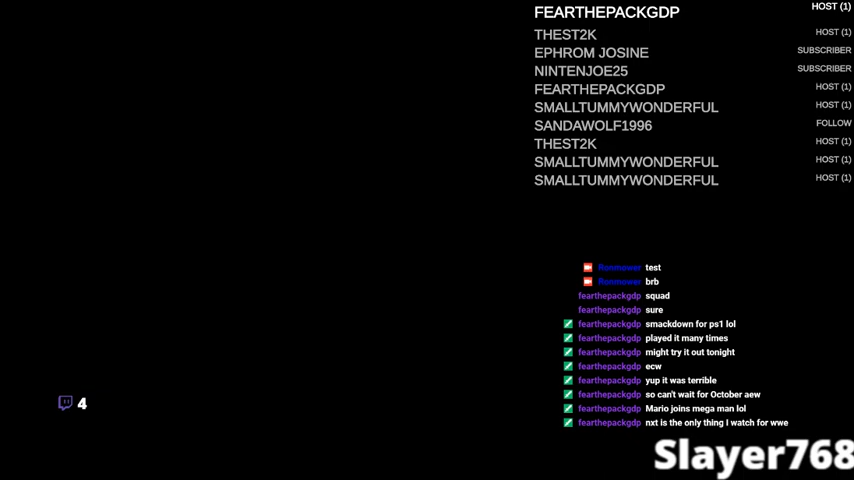 FEARTHEPACKGDP HOST (1)
THEST2K HOST (1)
EPHROM JOSINE SUBSCRIBER
NINTENJOE25 SUBSCRIBER
FEARTHEPACKGDP HOST (1)
SMALLTUMMYWONDERFUL HOST (1)
SANDAWOLF1996 FOLLOW
THEST2K HOST (1)
SMALLTUMMYWONDERFUL HOST (1)
SMALLTUMMYWONDERFUL HOST (1)
Ronmower test
Ronmower brb
fearthepackgdp squad
fearthepackgdp sure
fearthepackgdp smackdown for ps1 lol
fearthepackgdp played it many times
fearthepackgdp might try it out tonight
fearthepackgdp ecw
fearthepackgdp yup it was terrible
fearthepackgdp so can't wait for October aew
fearthepackgdp Mario joins mega man lol
fearthepackgdp nxt is the only thing I watch for wwe
4
Slayer768